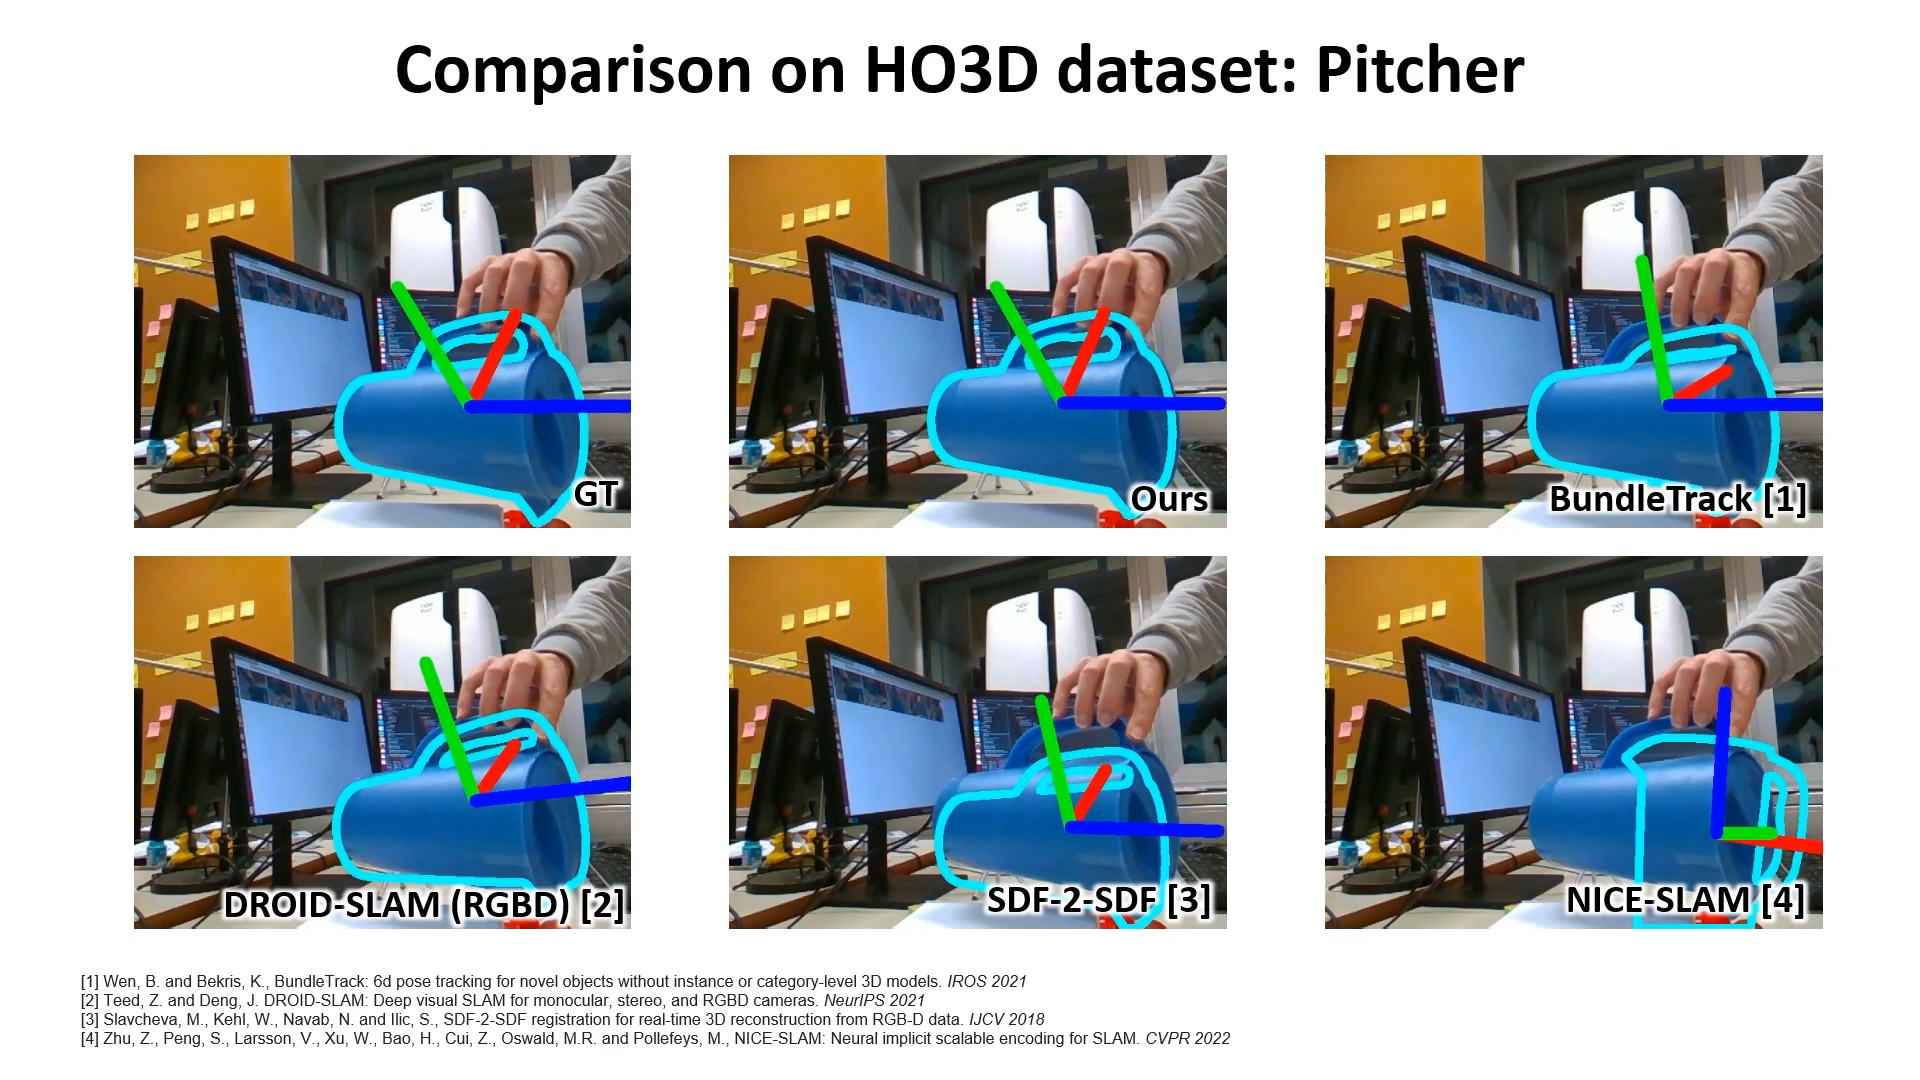 Comparison on HO3D dataset: Pitcher
GT
Ours
BundleTrack [1]
DROID-SLAM (RGBD) [2]
SDF-2-SDF [3]
NICE-SLAM [4]
[1] Wen, B. and Bekris, K., BundleTrack: 6d pose tracking for novel objects without instance or category-level 3D models. IROS 2021
[2] Teed, Z. and Deng, J. DROID-SLAM: Deep visual SLAM for monocular, stereo, and RGBD cameras. NeurIPS 2021
[3] Slavcheva, M., Kehl, W., Navab, N. and Ilic, S., SDF-2-SDF registration for real-time 3D reconstruction from RGB-D data. IJCV 2018
[4] Zhu, Z., Peng, S., Larsson, V., Xu, W., Bao, H., Cui, Z., Oswald, M.R. and Pollefeys, M., NICE-SLAM: Neural implicit scalable encoding for SLAM. CVPR 2022